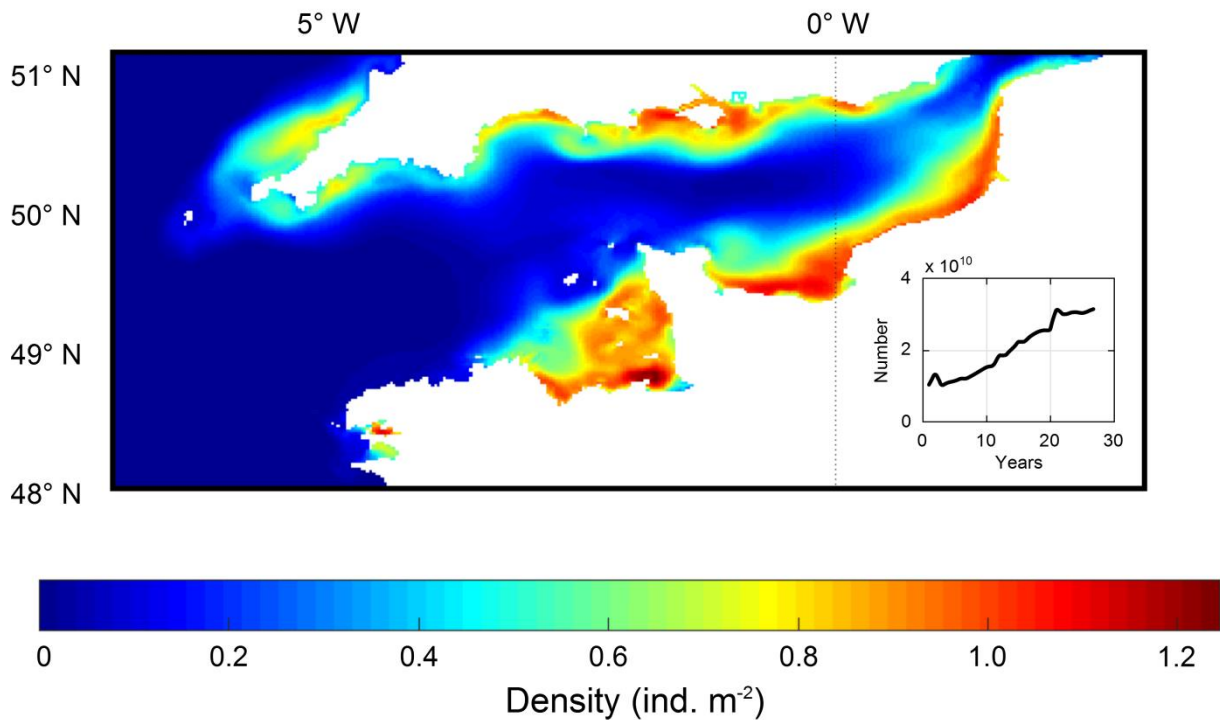 5° W 0° W
51° N
50° N
49° N
48° N
x 10¹⁰
4
2
0
Number
0 10 20 30
Years
0 0.2 0.4 0.6 0.8 1.0 1.2
Density (ind. m⁻²)